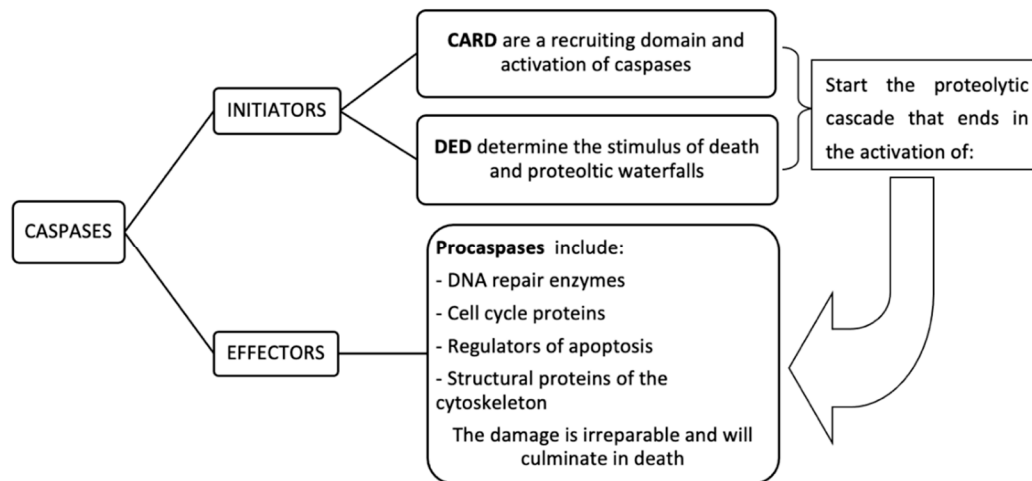 CARD are a recruiting domain and
activation of caspases
INITIATORS
DED determine the stimulus of death
and proteoltic waterfalls
Start the proteolytic
cascade that ends in
the activation of:
CASPASES
EFFECTORS
Procaspases include:
- DNA repair enzymes
- Cell cycle proteins
- Regulators of apoptosis
- Structural proteins of the
cytoskeleton
The damage is irreparable and will
culminate in death